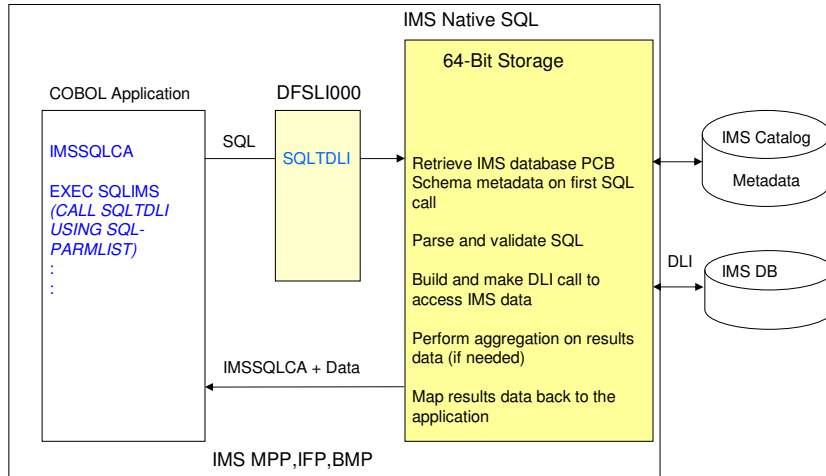 IMS Native SQL
64-Bit Storage
COBOL Application
DFSLI000
IMSSQLCA
EXEC SQLIMS
(CALL SQLTDLI
USING SQL-
PARMLIST)
:
:
SQL
SQLTDLI
Retrieve IMS database PCB
Schema metadata on first SQL
call
Parse and validate SQL
Build and make DLI call to
access IMS data
Perform aggregation on results
data (if needed)
Map results data back to the
application
IMS Catalog
Metadata
DLI
IMS DB
IMSSQLCA + Data
IMS MPP,IFP,BMP